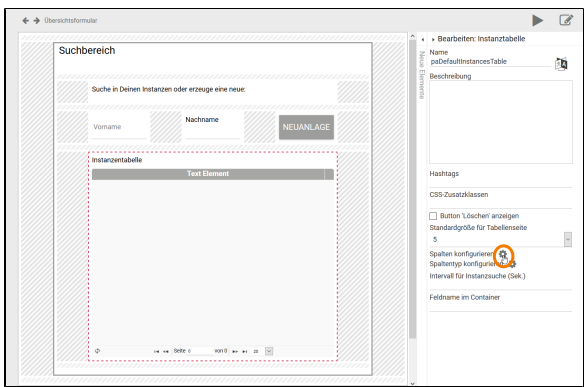 Übersichtsformular
Suchbereich
Suche in Deinen Instanzen oder erzeuge eine neue:
Vorname
Nachname
NEUANLAGE
Instanzentabelle
Text Element
Seite 0 von 0 20
Neue Elemente
Bearbeiten: Instanztabelle
Name
paDefaultInstancesTable
Beschreibung
Hashtags
CSS-Zusatzklassen
Button 'Löschen' anzeigen
Standardgröße für Tabellenseite
5
Spalten konfigurieren
Spaltentyp konfigurieren
Intervall für Instanzsuche (Sek.)
Feldname im Container